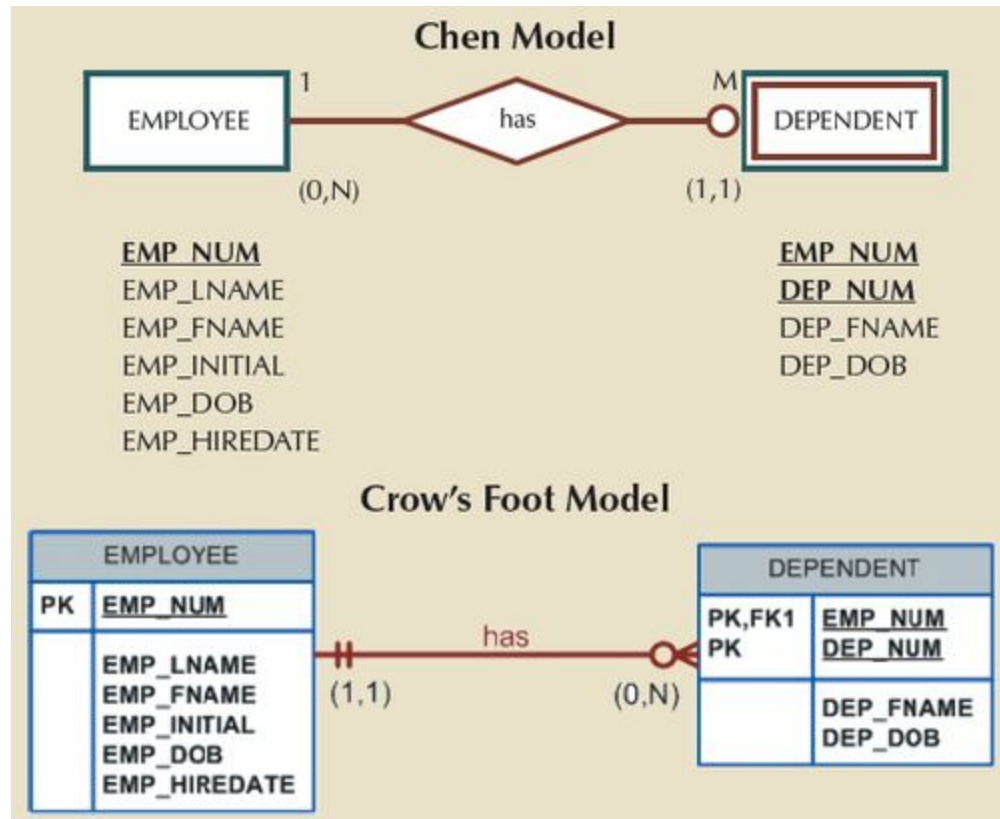 Chen Model
1
M
EMPLOYEE
has
DEPENDENT
(0,N)
(1,1)
EMP_NUM
EMP_LNAME
EMP_FNAME
EMP_INITIAL
EMP_DOB
EMP_HIREDATE
EMP_NUM
DEP_NUM
DEP_FNAME
DEP_DOB
Crow's Foot Model
EMPLOYEE
PK EMP_NUM
EMP_LNAME
EMP_FNAME
EMP_INITIAL
EMP_DOB
EMP_HIREDATE
has
(1,1)
(0,N)
DEPENDENT
PK,FK1 EMP_NUM
PK DEP_NUM
DEP_FNAME
DEP_DOB